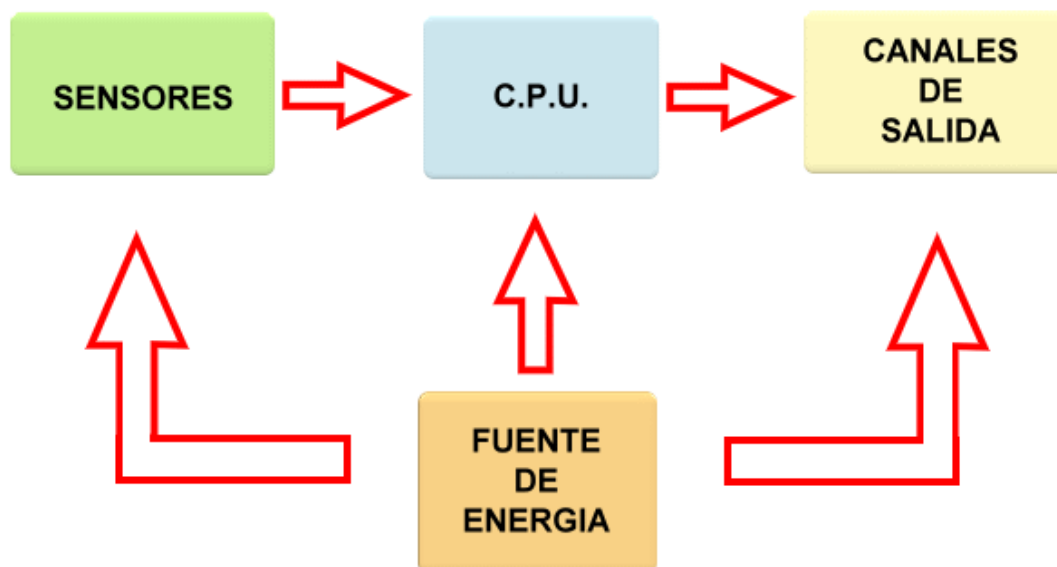 SENSORES
C.P.U.
CANALES
DE
SALIDA
FUENTE
DE
ENERGIA